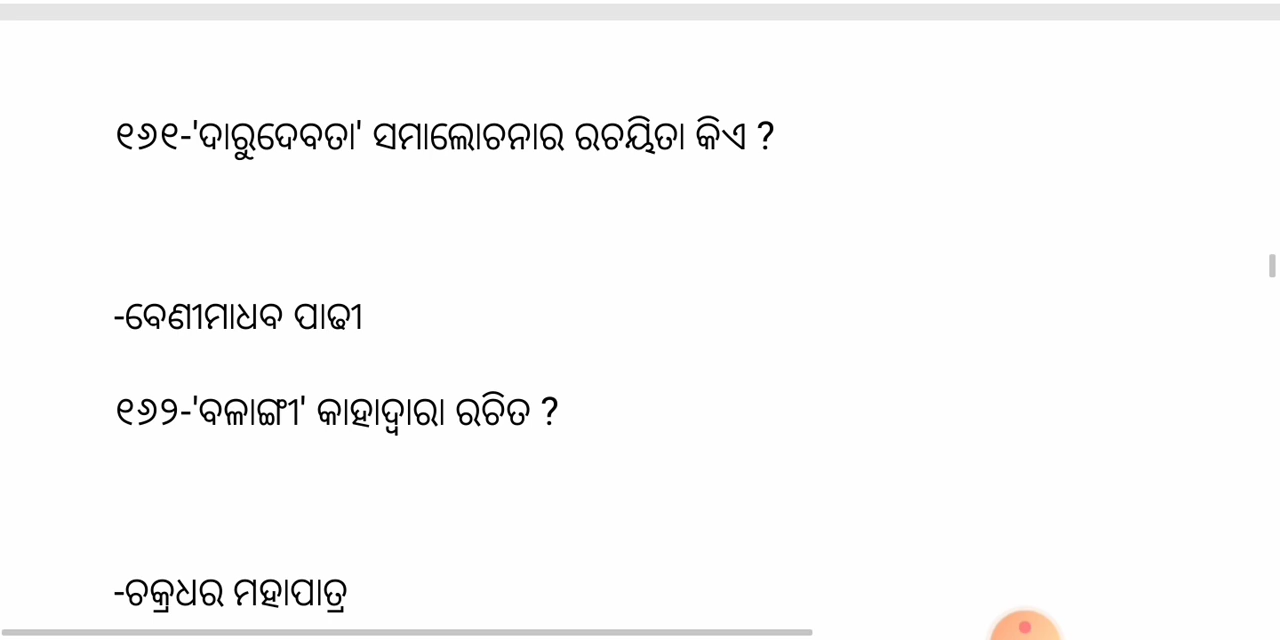 ୧୬୧-'ଦାରୁଦେବତା' ସମାଲୋଚନାର ରଚୟିତା କିଏ ?
-ବେଣୀମାଧବ ପାଢୀ
୧୬୨-'ବଳାଙ୍ଗୀ' କାହାଦ୍ୱାରା ରଚିତ ?
-ଚକ୍ରଧର ମହାପାତ୍ର